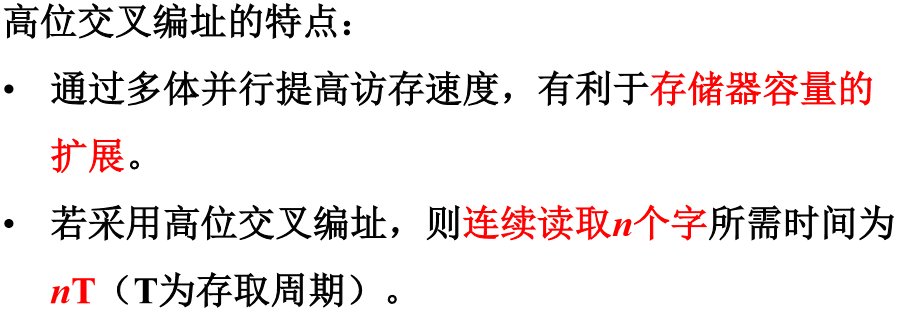 高位交叉编址的特点：
• 通过多体并行提高访存速度，有利于存储器容量的
扩展。
• 若采用高位交叉编址，则连续读取n个字所需时间为
nT（T为存取周期）。